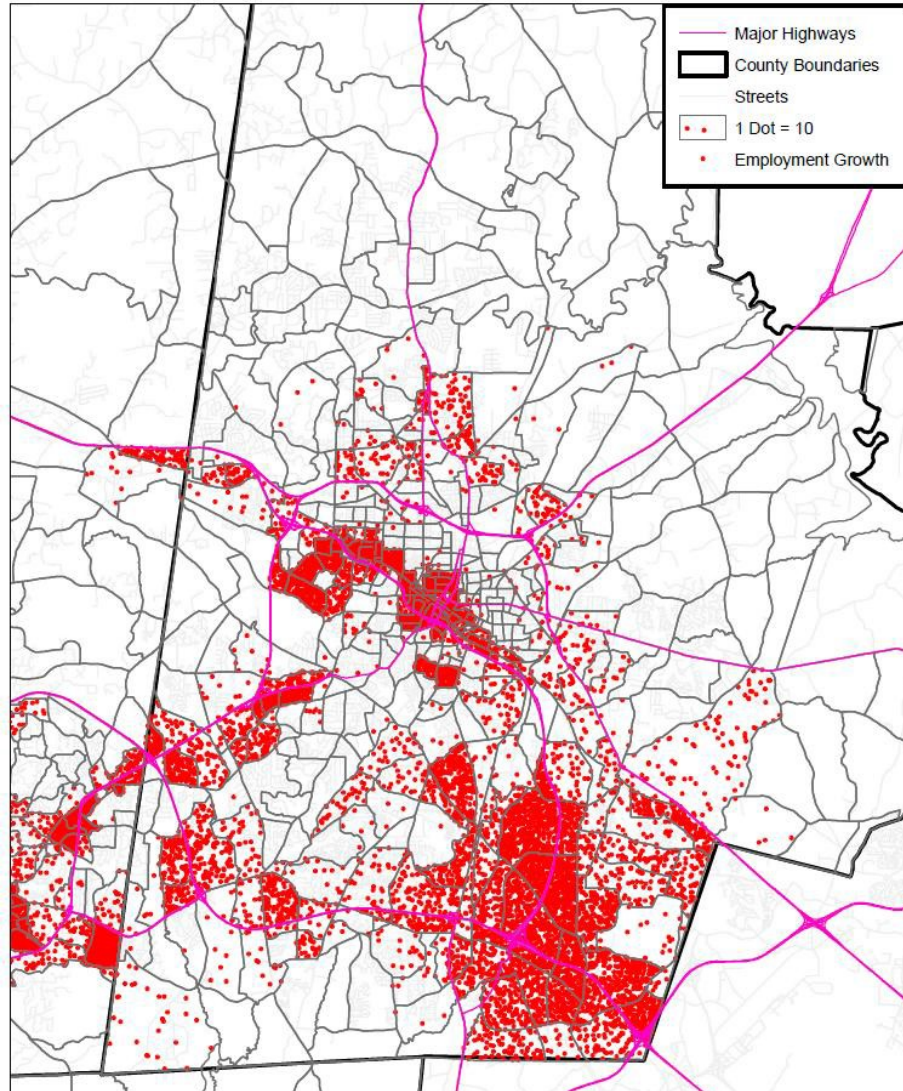 Major Highways
County Boundaries
Streets
1 Dot = 10
Employment Growth